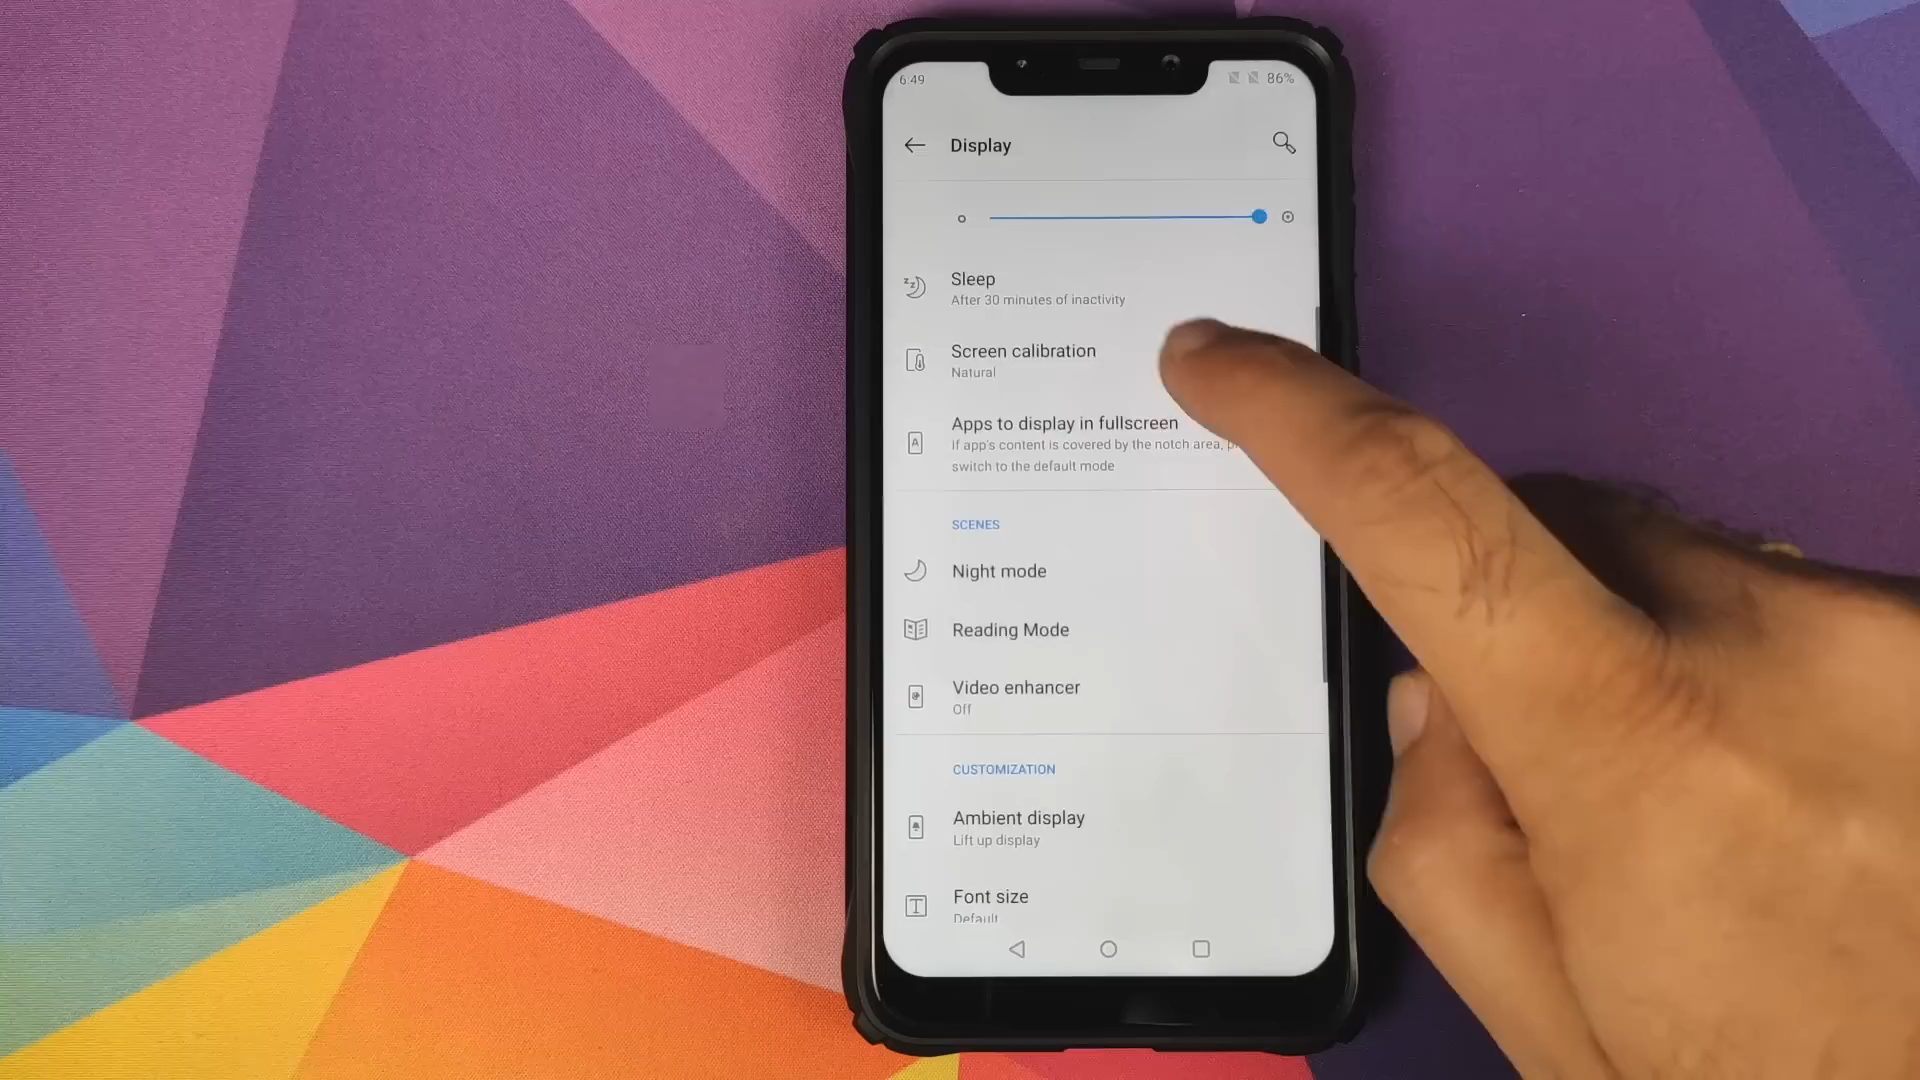 6:49
86%
Display
Sleep
After 30 minutes of inactivity
Screen calibration
Natural
Apps to display in fullscreen
If app's content is covered by the notch area,
switch to the default mode
SCENES
Night mode
Reading Mode
Video enhancer
Off
CUSTOMIZATION
Ambient display
Lift up display
Font size
Default